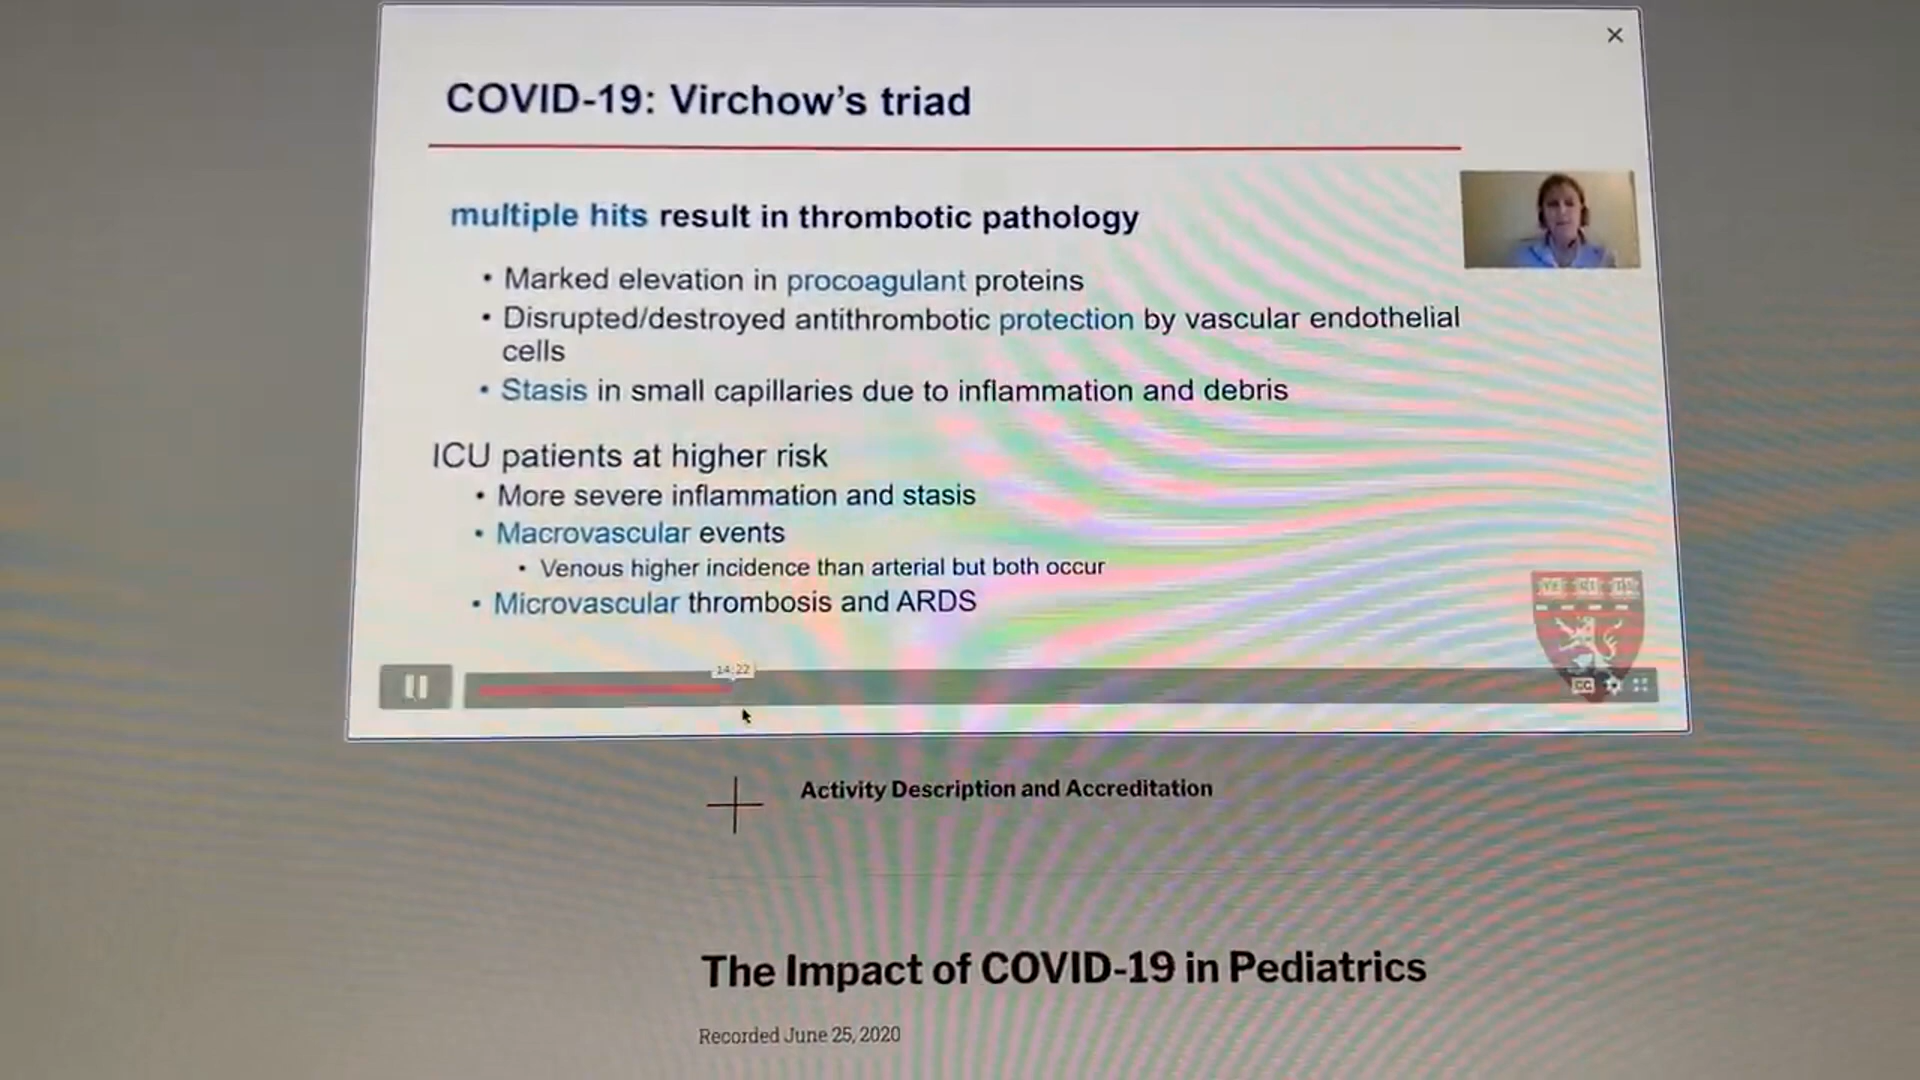 COVID-19: Virchow's triad
multiple hits result in thrombotic pathology
• Marked elevation in procoagulant proteins
• Disrupted/destroyed antithrombotic protection by vascular endothelial
cells
• Stasis in small capillaries due to inflammation and debris
ICU patients at higher risk
• More severe inflammation and stasis
• Macrovascular events
• Venous higher incidence than arterial but both occur
• Microvascular thrombosis and ARDS
14:22
CC
Activity Description and Accreditation
The Impact of COVID-19 in Pediatrics
Recorded June 25, 2020